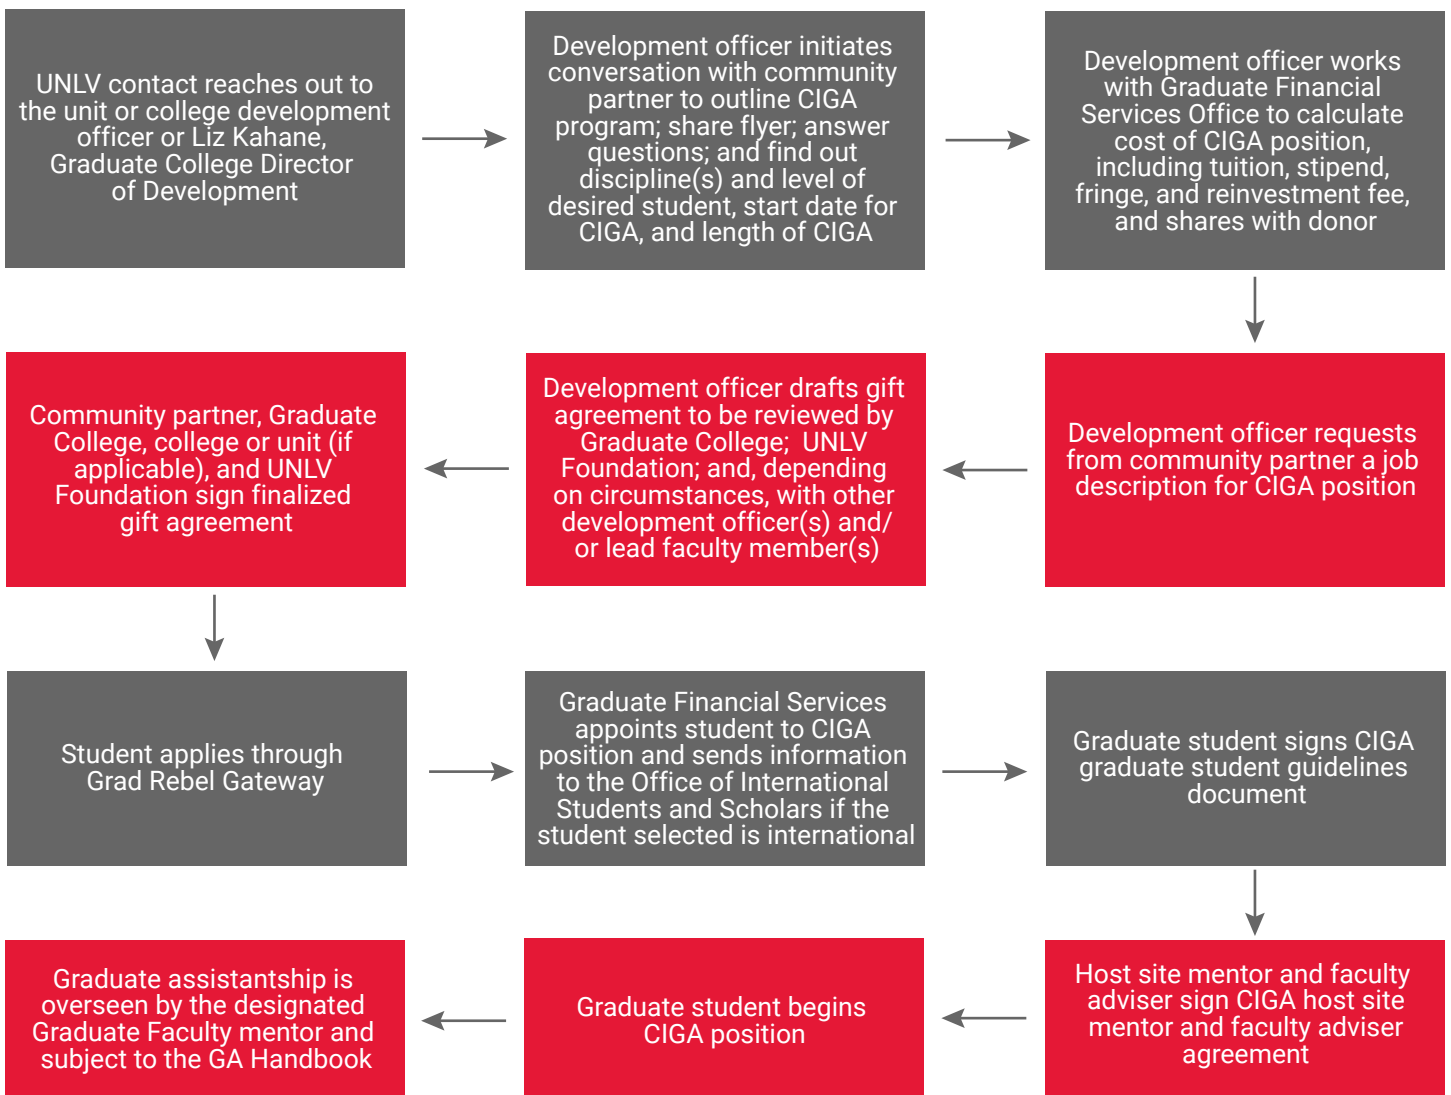 UNLV contact reaches out to
the unit or college development
officer or Liz Kahane,
Graduate College Director
of Development
Development officer initiates
conversation with community
partner to outline CIGA
program; share flyer; answer
questions; and find out
discipline(s) and level of
desired student, start date for
CIGA, and length of CIGA
Development officer works
with Graduate Financial
Services Office to calculate
cost of CIGA position,
including tuition, stipend,
fringe, and reinvestment fee,
and shares with donor
Development officer requests
from community partner a job
description for CIGA position
Development officer drafts gift
agreement to be reviewed by
Graduate College; UNLV
Foundation; and, depending
on circumstances, with other
development officer(s) and/
or lead faculty member(s)
Community partner, Graduate
College, college or unit (if
applicable), and UNLV
Foundation sign finalized
gift agreement
Student applies through
Grad Rebel Gateway
Graduate Financial Services
appoints student to CIGA
position and sends information
to the Office of International
Students and Scholars if the
student selected is international
Graduate student signs CIGA
graduate student guidelines
document
Host site mentor and faculty
adviser sign CIGA host site
mentor and faculty adviser
agreement
Graduate student begins
CIGA position
Graduate assistantship is
overseen by the designated
Graduate Faculty mentor and
subject to the GA Handbook